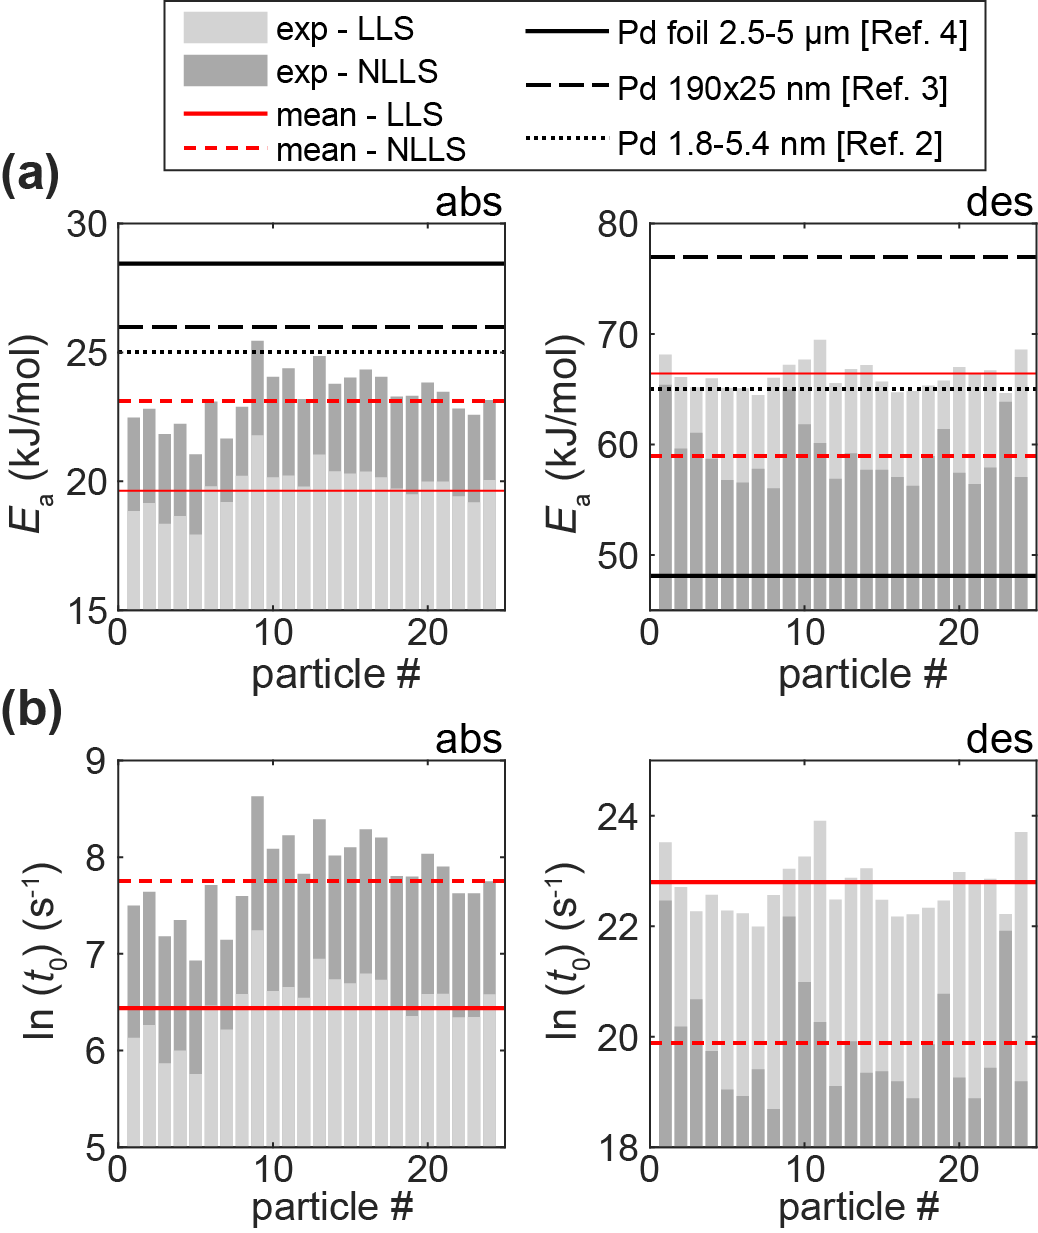 exp - LLS
exp - NLLS
mean - LLS
mean - NLLS
Pd foil 2.5-5 µm [Ref. 4]
Pd 190x25 nm [Ref. 3]
Pd 1.8-5.4 nm [Ref. 2]
(a)
abs
30
25
20
15
0
10
20
Ea (kJ/mol)
particle #
des
80
70
60
50
0
10
20
Ea (kJ/mol)
particle #
(b)
abs
9
8
7
6
5
0
10
20
ln (t0) (s-1)
particle #
des
24
22
20
18
0
10
20
ln (t0) (s-1)
particle #